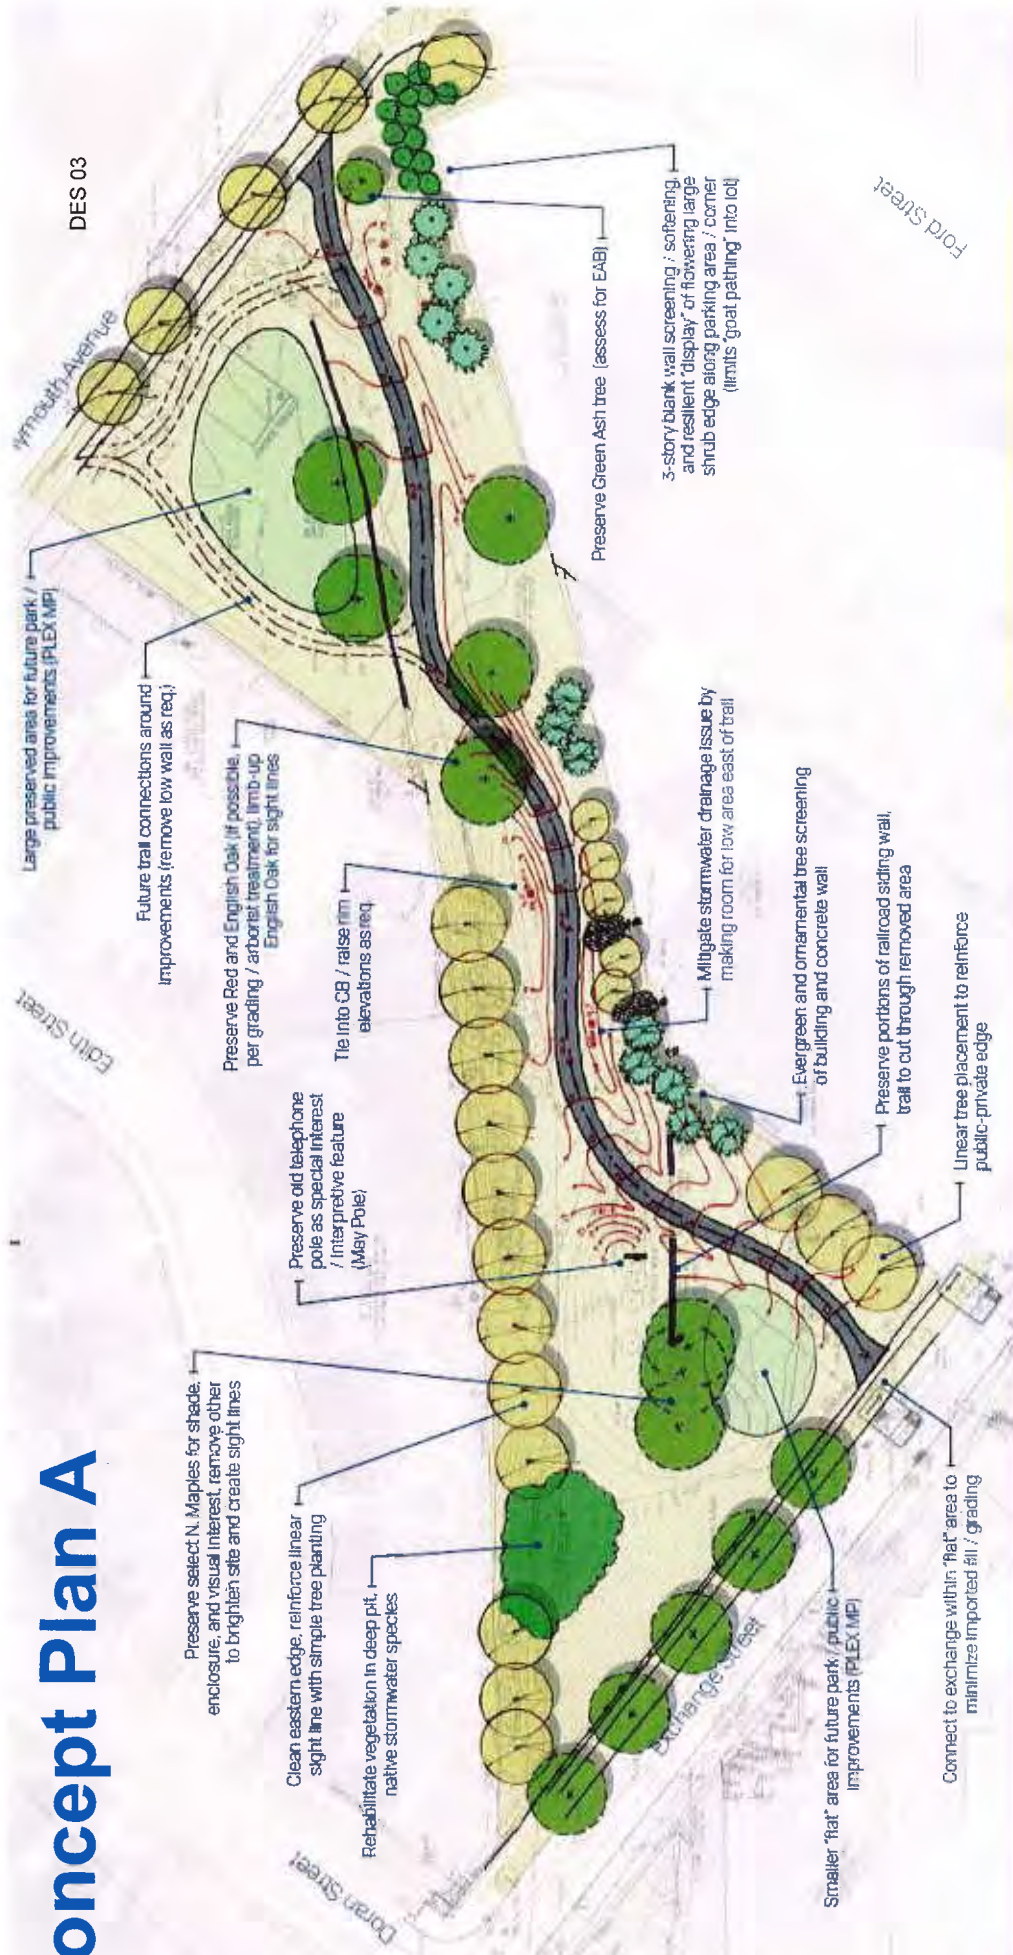 oncept Plan A
DES 03
Large preserved area for future park /
public improvements (PLEX MP)
Future trail connections around
improvements (remove low wall as req.)
Preserve Red and English Oak (if possible,
per grading / arborist treatment), limb-up
English Oak for sight lines
Tie into CB / raise rim
elevations as req.
Preserve old telephone
pole as special interest
/ interpretive feature
(May Pole)
Preserve select N. Maples for shade,
enclosure, and visual interest, remove other
to brighten site and create sight lines
Clean eastern edge, reinforce linear
sight line with simple tree planting
Rehabilitate vegetation in deep pit,
native stormwater species
ymouth Avenue
Edith Street
Doran Street
Exchange Street
Ford Street
3-story blank wall screening / softening,
and resilient "display" of flowering large
shrub edge along parking area / corner
(limits "goat pathing" into lot)
Preserve Green Ash tree (assess for EAB)
Mitigate stormwater drainage issue by
making room for low area east of trail
Evergreen and ornamental tree screening
of building and concrete wall
Preserve portions of railroad siding wall,
trail to cut through removed area
Linear tree placement to reinforce
public-private edge
Smaller "flat" area for future park / public
improvements (PLEX MP)
Connect to exchange within "flat" area to
minimize imported fill / grading